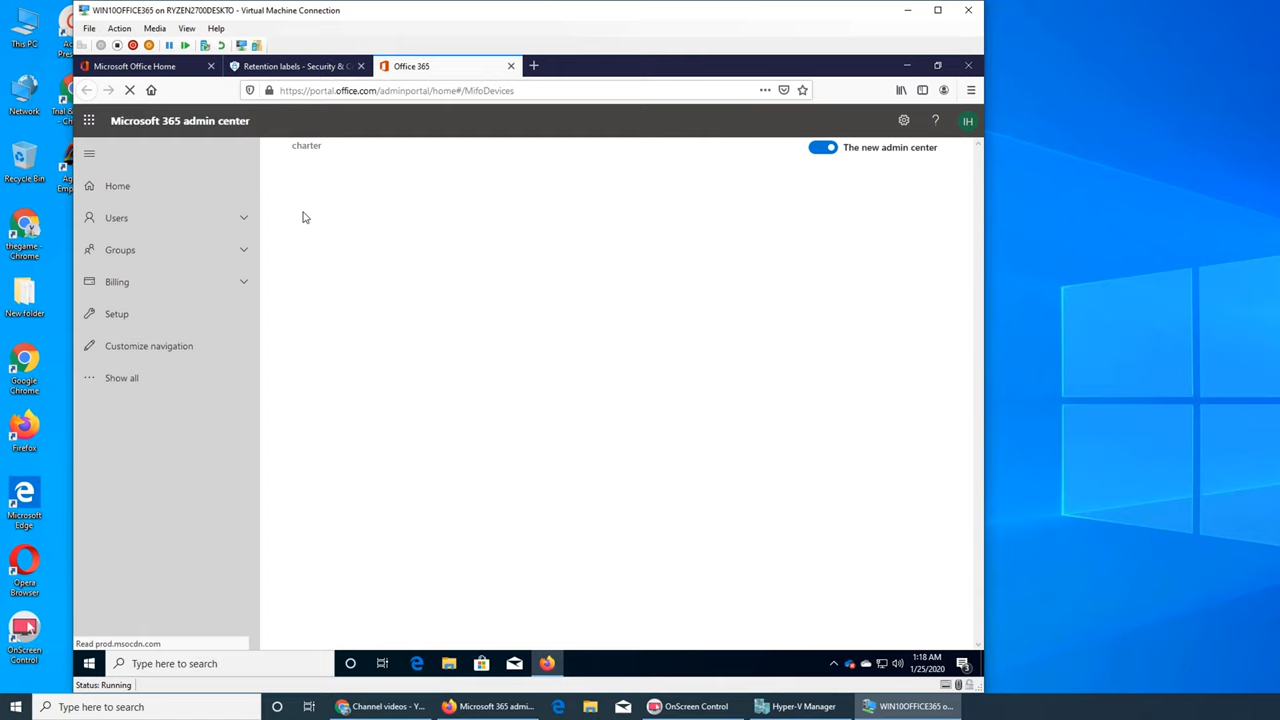 WIN10OFFICE365 on RYZEN2700DESKTO - Virtual Machine Connection
File Action Media View Help
Microsoft Office Home
Retention labels - Security & C
Office 365
https://portal.office.com/adminportal/home#/MifoDevices
Microsoft 365 admin center
IH
charter
The new admin center
Home
Users
Groups
Billing
Setup
Customize navigation
Show all
Read prod.msocdn.com
Type here to search
1:18 AM
1/25/2020
Status: Running
This PC
Network
Recycle Bin
thegame -
Chrome
New folder
Google
Chrome
Firefox
Microsoft
Edge
Opera
Browser
OnScreen
Control
Type here to search
Channel videos - Y...
Microsoft 365 admi...
OnScreen Control
Hyper-V Manager
WIN10OFFICE365 o...